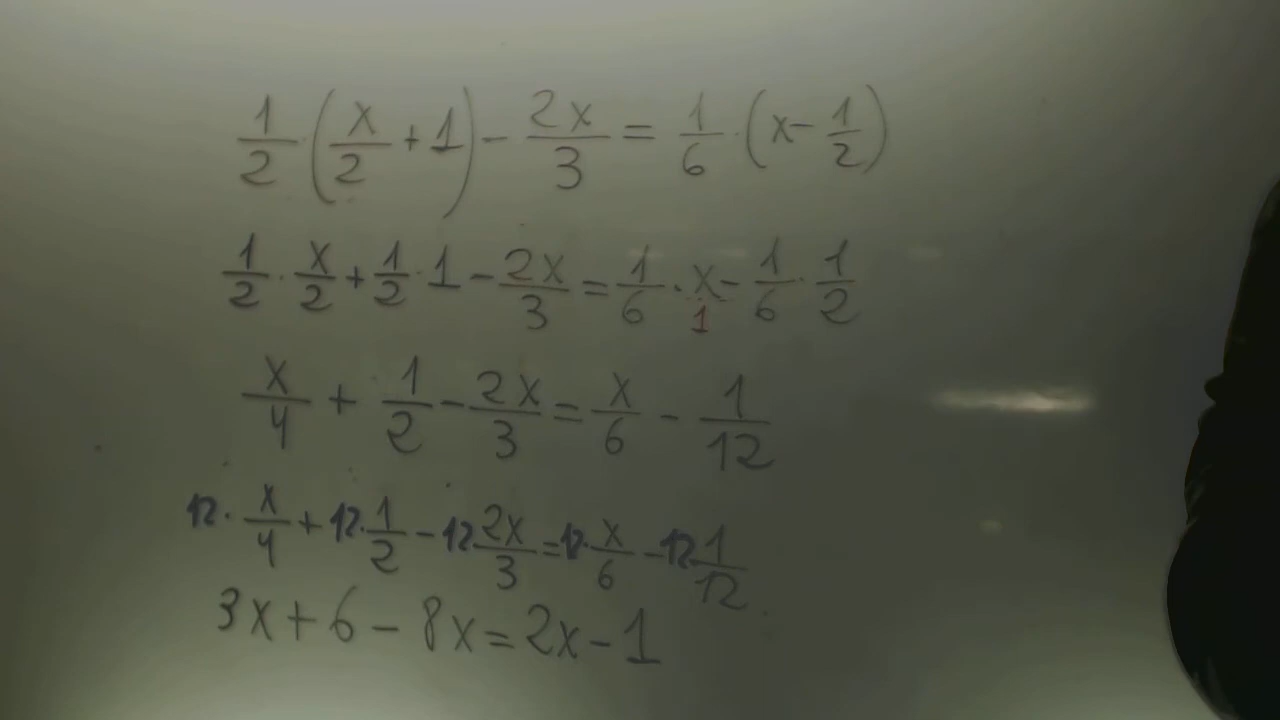 1/2 · (x/2 + 1) - 2x/3 = 1/6 · (x - 1/2)
1/2 · x/2 + 1/2 · 1 - 2x/3 = 1/6 · x/1 - 1/6 · 1/2
x/4 + 1/2 - 2x/3 = x/6 - 1/12
12 · x/4 + 12 · 1/2 - 12 · 2x/3 = 12 · x/6 - 12 · 1/12
3x + 6 - 8x = 2x - 1